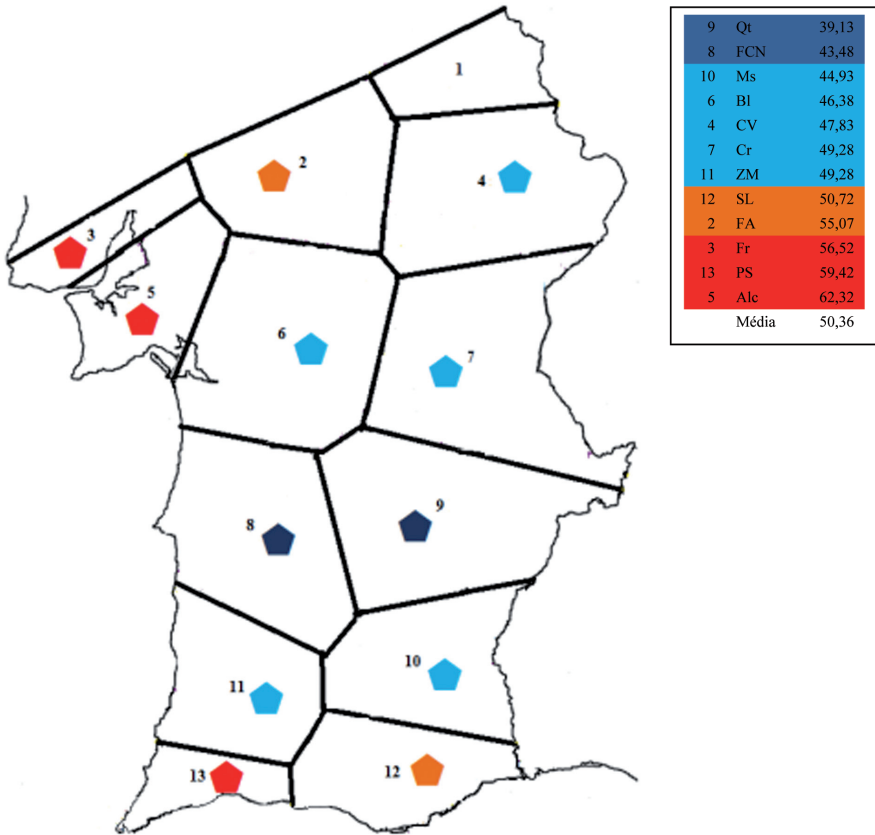 1
2
4
3
5
6
7
8
9
10
11
12
13
9 Qt 39,13
8 FCN 43,48
10 Ms 44,93
6 Bl 46,38
4 CV 47,83
7 Cr 49,28
11 ZM 49,28
12 SL 50,72
2 FA 55,07
3 Fr 56,52
13 PS 59,42
5 Alc 62,32
Média 50,36